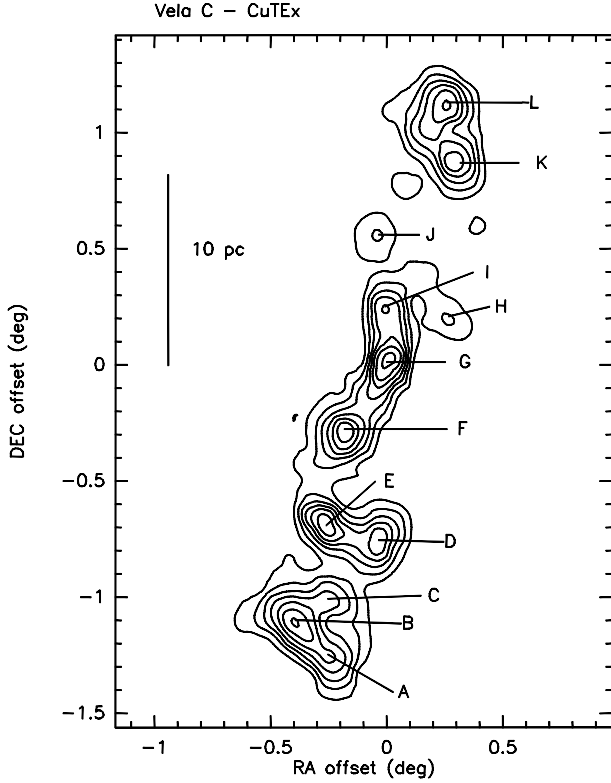 Vela C − CuTEx
L
1
K
J
0.5
10 pc
I
H
DEC offset (deg)
0
G
F
−0.5
E
D
C
−1
B
A
−1.5
−1 −0.5 0 0.5
RA offset (deg)